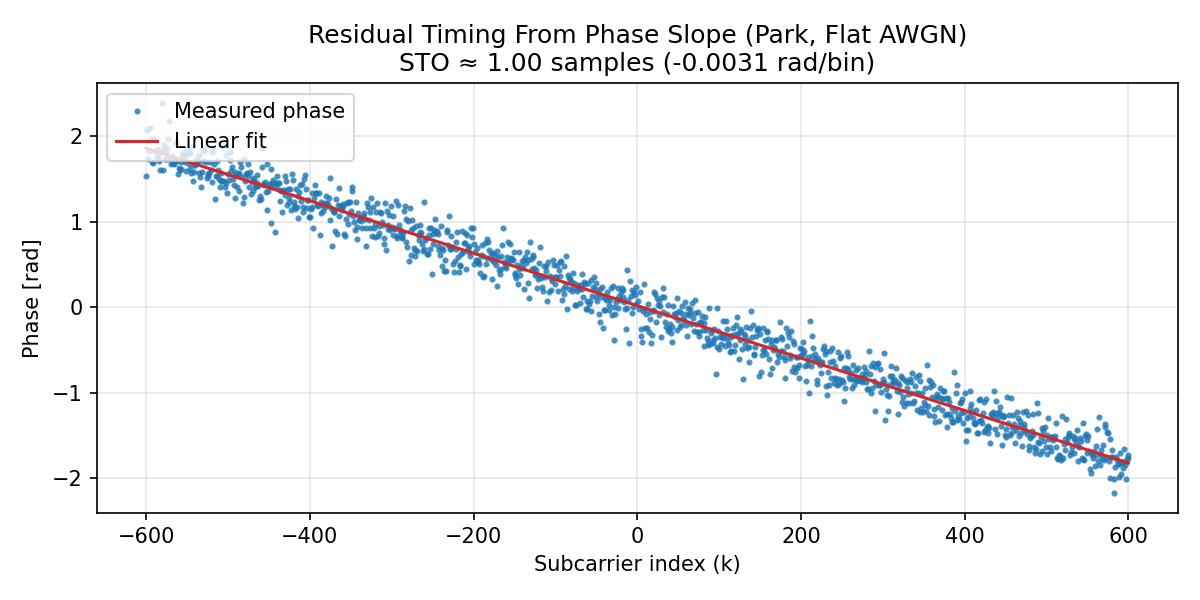 Residual Timing From Phase Slope (Park, Flat AWGN)
STO ≈ 1.00 samples (-0.0031 rad/bin)
Measured phase
Linear fit
Phase [rad]
2
1
0
−1
−2
−600
−400
−200
0
200
400
600
Subcarrier index (k)